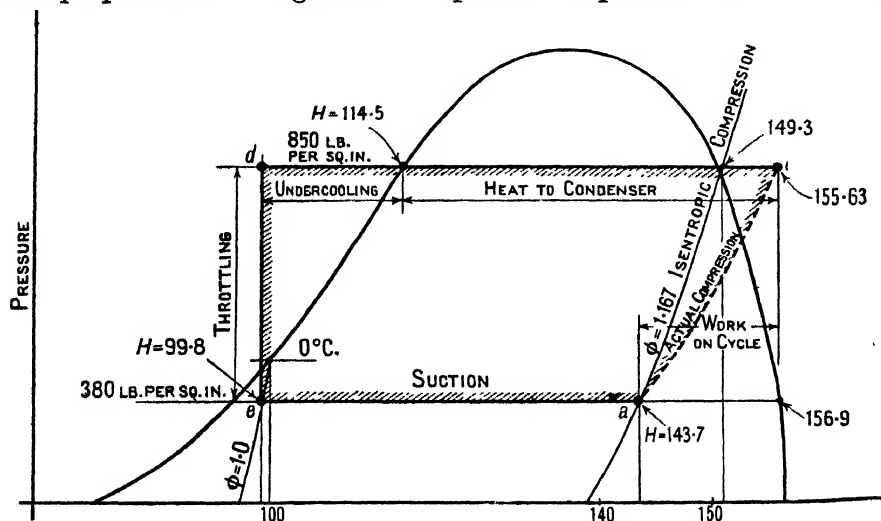 COMPRESSION
H=114·5
149·3
d
850 LB.
PER SQ.IN.
UNDERCOOLING
HEAT TO CONDENSER
155·63
PRESSURE
THROTTLING
ISENTROPIC
φ=1·167
ACTUAL COMPRESSION
H=99·8
0°C.
WORK
ON CYCLE
380 LB. PER SQ.IN.
SUCTION
e
a
H=143·7
156·9
φ=1·0
100
140
150